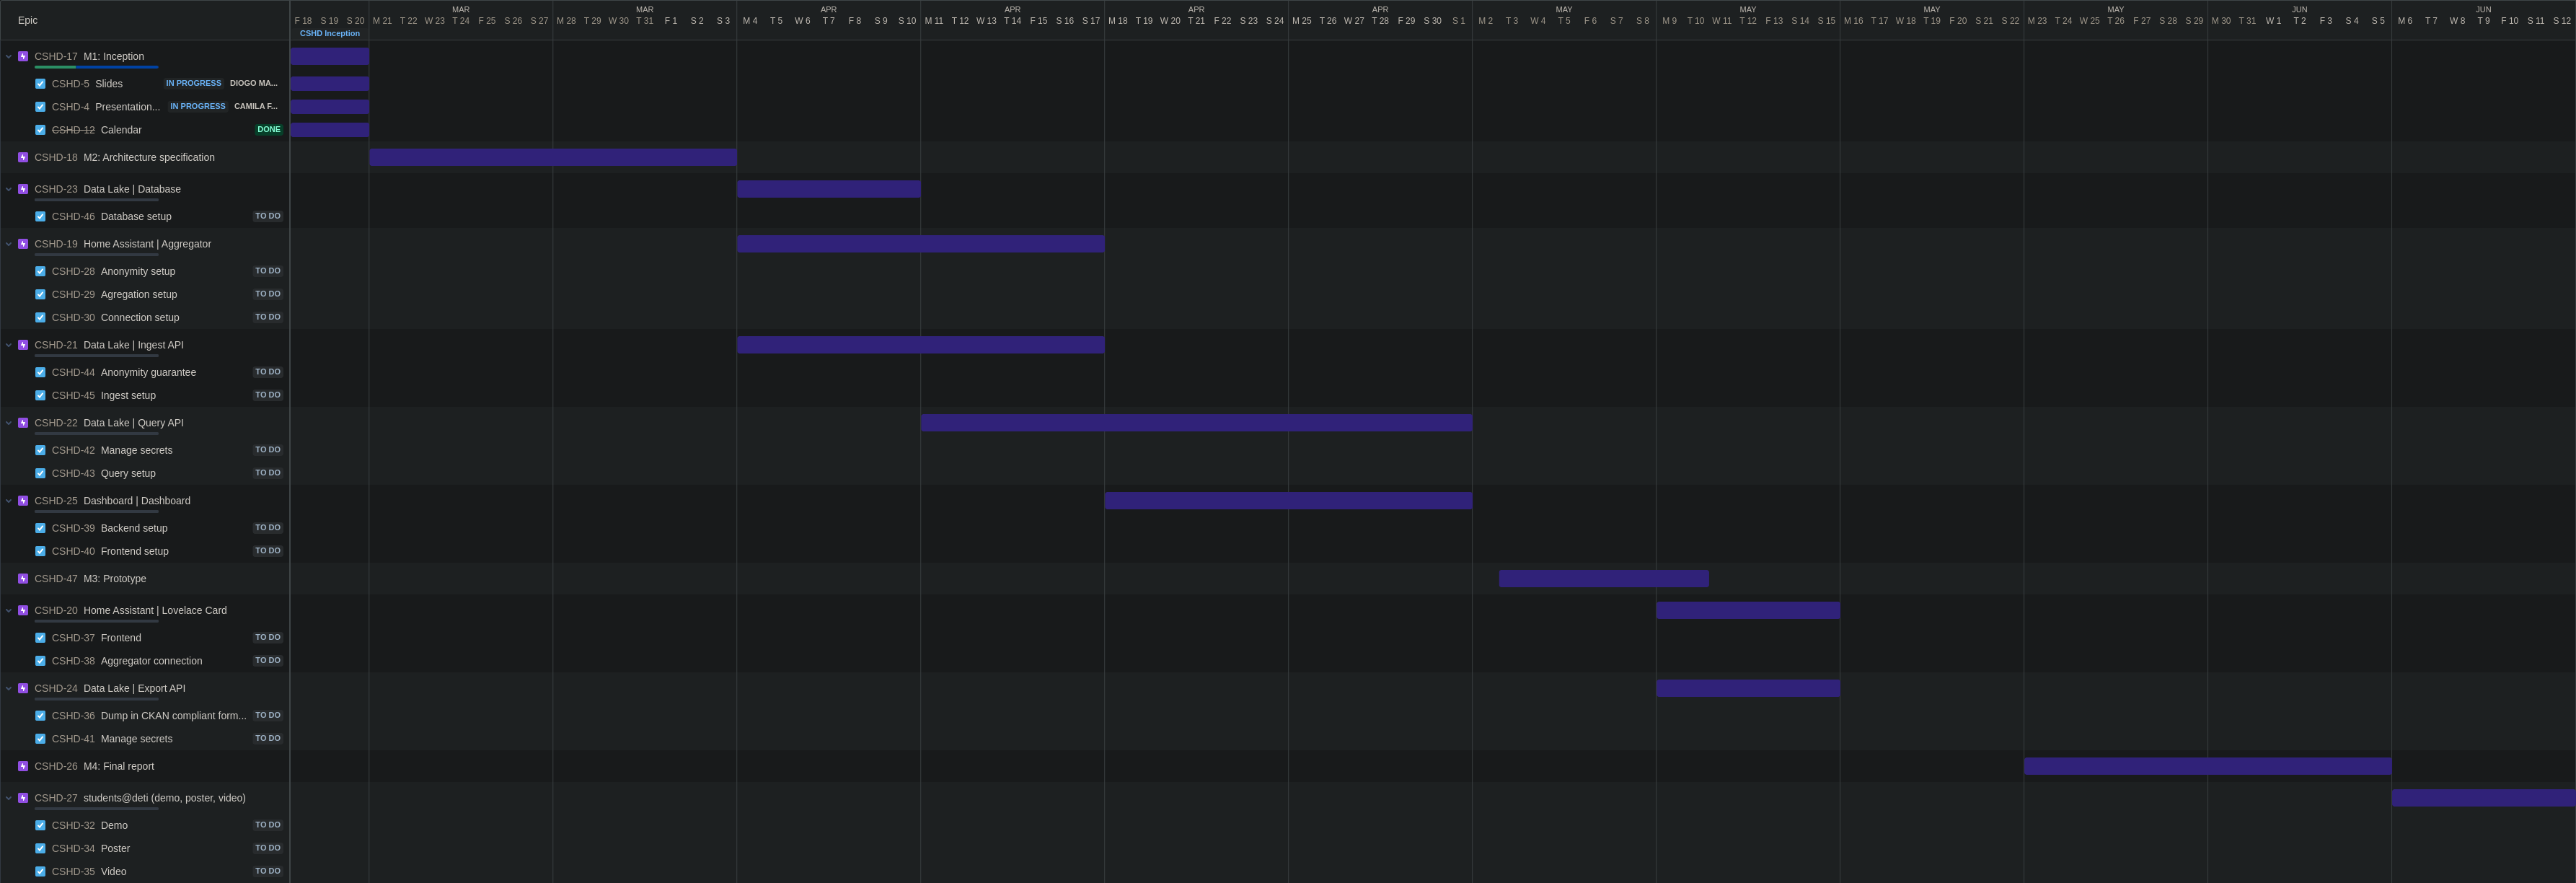 MAR MAR APR APR APR APR MAY MAY MAY MAY JUN JUN
Epic F 18 S 19 S 20 M 21 T 22 W 23 T 24 F 25 S 26 S 27 M 28 T 29 W 30 T 31 F 1 S 2 S 3 M 4 T 5 W 6 T 7 F 8 S 9 S 10 M 11 T 12 W 13 T 14 F 15 S 16 S 17 M 18 T 19 W 20 T 21 F 22 S 23 S 24 M 25 T 26 W 27 T 28 F 29 S 30 S 1 M 2 T 3 W 4 T 5 F 6 S 7 S 8 M 9 T 10 W 11 T 12 F 13 S 14 S 15 M 16 T 17 W 18 T 19 F 20 S 21 S 22 M 23 T 24 W 25 T 26 F 27 S 28 S 29 M 30 T 31 W 1 T 2 F 3 S 4 S 5 M 6 T 7 W 8 T 9 F 10 S 11 S 12
CSHD Inception
CSHD-17 M1: Inception
CSHD-5 Slides IN PROGRESS DIOGO MA...
CSHD-4 Presentation... IN PROGRESS CAMILA F...
CSHD-12 Calendar DONE
CSHD-18 M2: Architecture specification
CSHD-23 Data Lake | Database
CSHD-46 Database setup TO DO
CSHD-19 Home Assistant | Aggregator
CSHD-28 Anonymity setup TO DO
CSHD-29 Agregation setup TO DO
CSHD-30 Connection setup TO DO
CSHD-21 Data Lake | Ingest API
CSHD-44 Anonymity guarantee TO DO
CSHD-45 Ingest setup TO DO
CSHD-22 Data Lake | Query API
CSHD-42 Manage secrets TO DO
CSHD-43 Query setup TO DO
CSHD-25 Dashboard | Dashboard
CSHD-39 Backend setup TO DO
CSHD-40 Frontend setup TO DO
CSHD-47 M3: Prototype
CSHD-20 Home Assistant | Lovelace Card
CSHD-37 Frontend TO DO
CSHD-38 Aggregator connection TO DO
CSHD-24 Data Lake | Export API
CSHD-36 Dump in CKAN compliant form... TO DO
CSHD-41 Manage secrets TO DO
CSHD-26 M4: Final report
CSHD-27 students@deti (demo, poster, video)
CSHD-32 Demo TO DO
CSHD-34 Poster TO DO
CSHD-35 Video TO DO